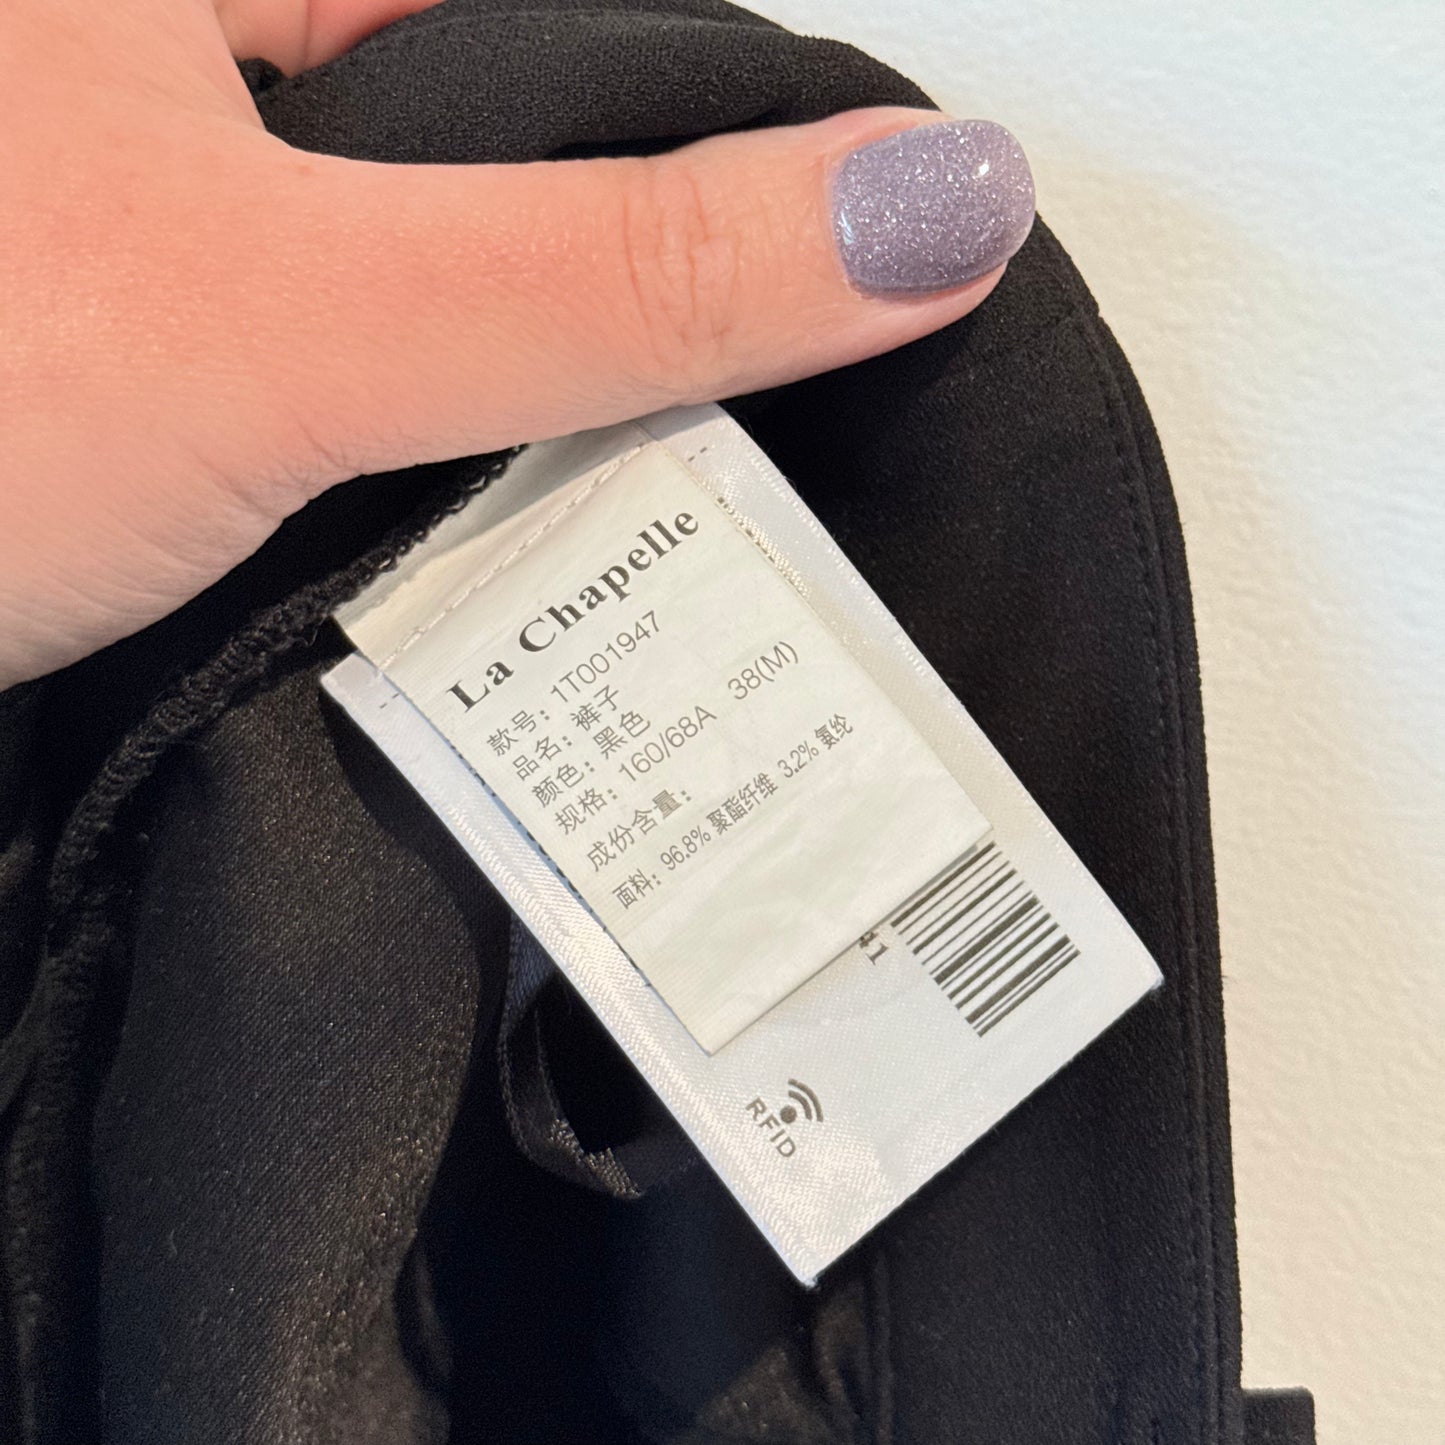 La Chapelle
款号：1T001947
品名：裤子
颜色：黑色
规格：160/68A 38(M)
成份含量：
面料：96.8% 聚酯纤维 3.2% 氨纶
41
RFID